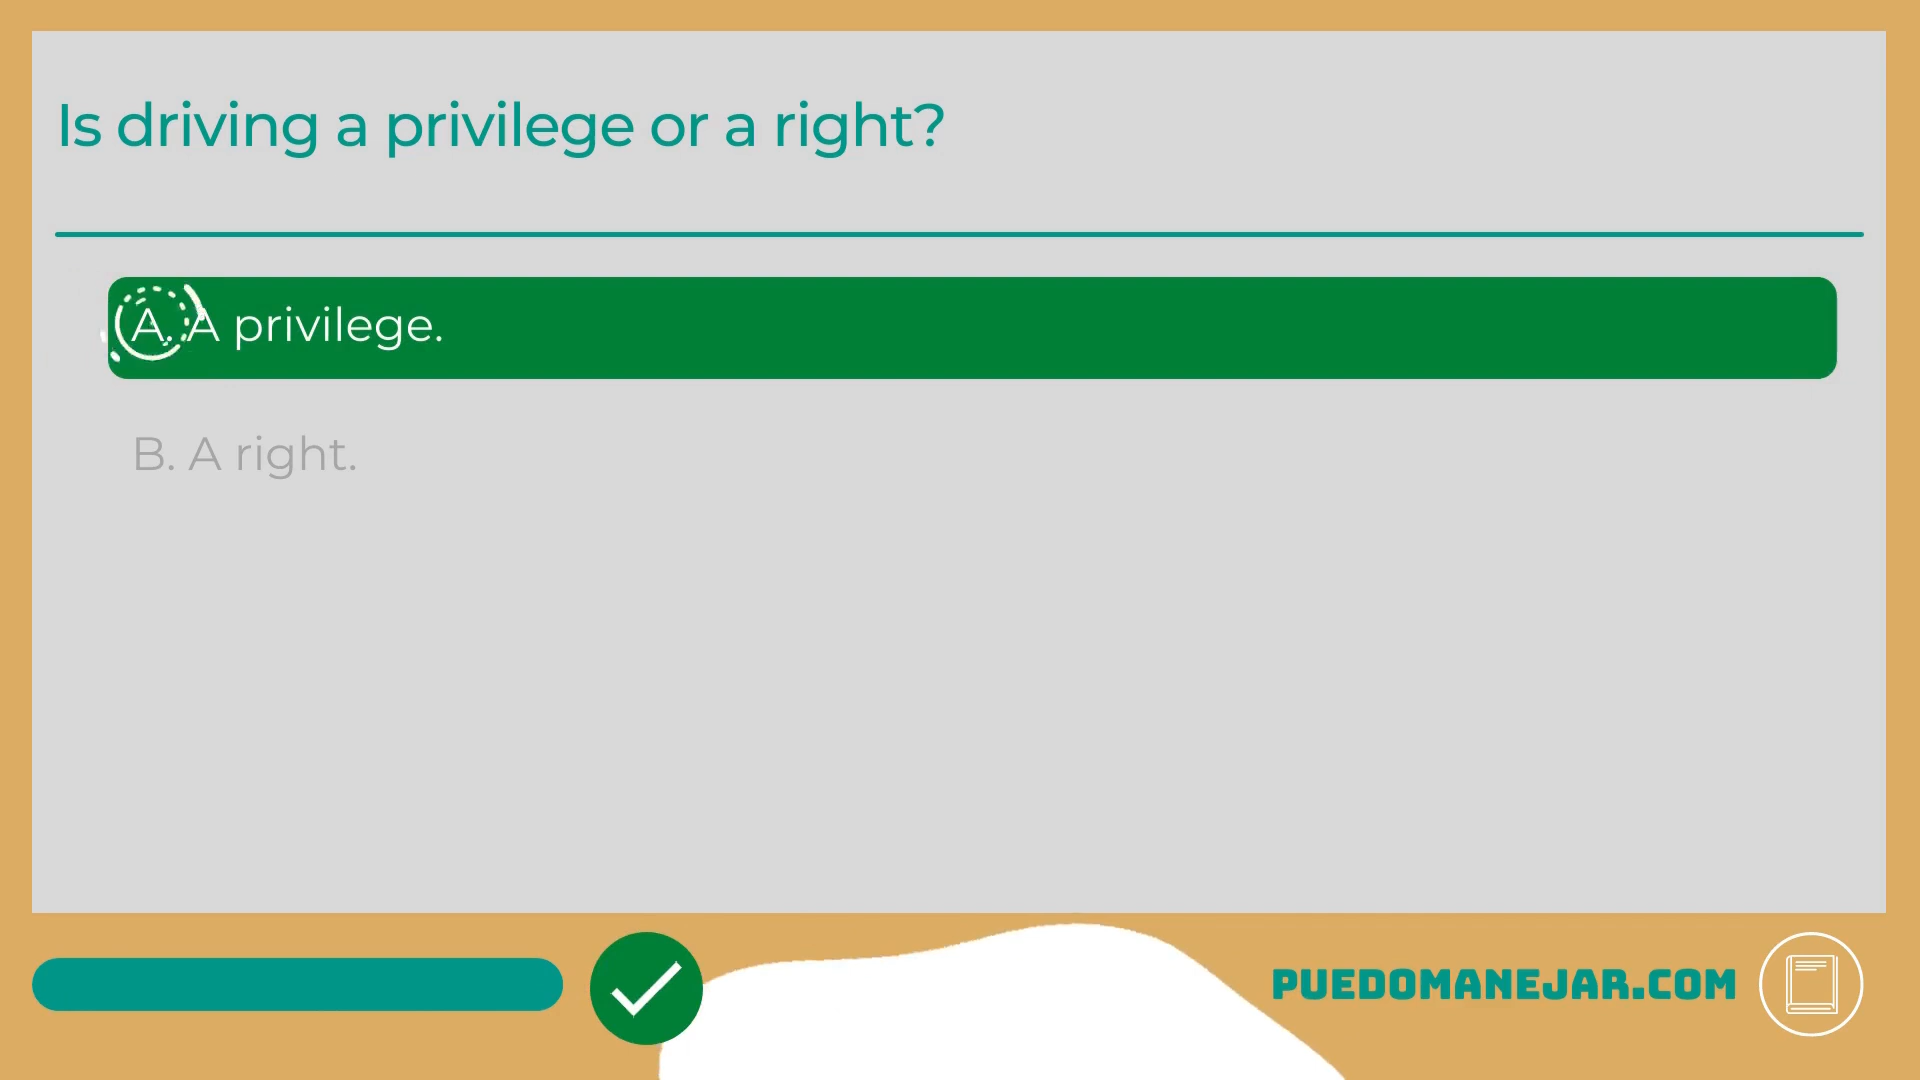 Is driving a privilege or a right?
A. A privilege.
B. A right.
PUEDOMANEJAR.COM